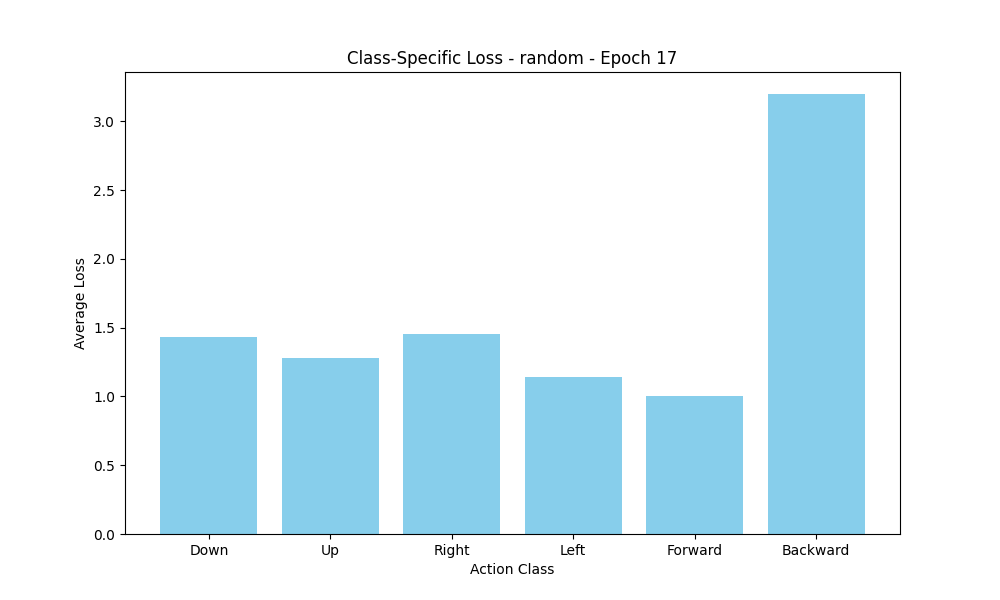 Class-Specific Loss - random - Epoch 17
3.0
2.5
2.0
1.5
1.0
0.5
0.0
Average Loss
Down Up Right Left Forward Backward
Action Class